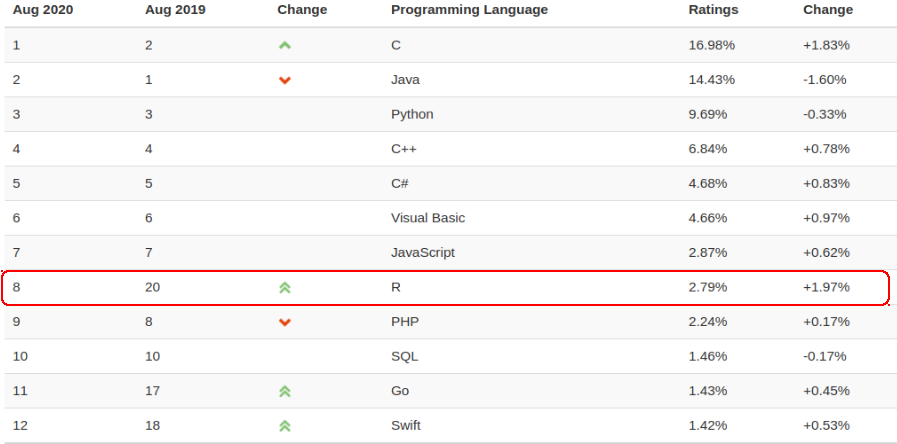 Aug 2020 Aug 2019 Change Programming Language Ratings Change
1 2 C 16.98% +1.83%
2 1 Java 14.43% -1.60%
3 3 Python 9.69% -0.33%
4 4 C++ 6.84% +0.78%
5 5 C# 4.68% +0.83%
6 6 Visual Basic 4.66% +0.97%
7 7 JavaScript 2.87% +0.62%
8 20 R 2.79% +1.97%
9 8 PHP 2.24% +0.17%
10 10 SQL 1.46% -0.17%
11 17 Go 1.43% +0.45%
12 18 Swift 1.42% +0.53%